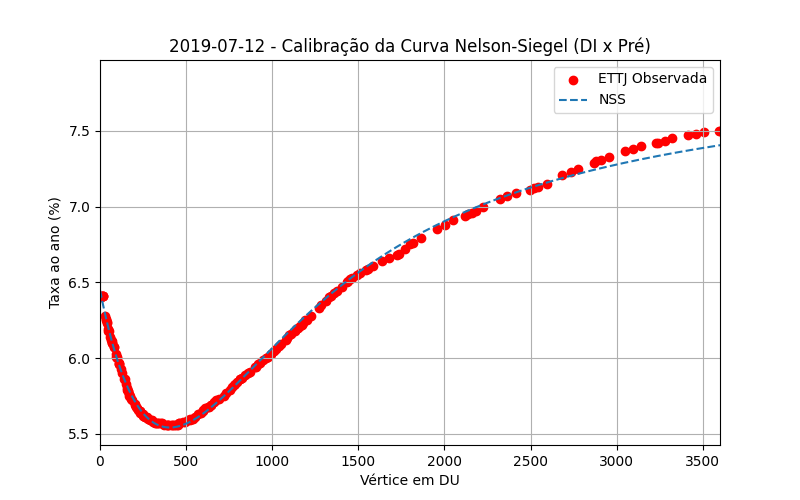 2019-07-12 - Calibração da Curva Nelson-Siegel (DI x Pré)
ETTJ Observada
NSS
7.5
7.0
6.5
6.0
5.5
Taxa ao ano (%)
0 500 1000 1500 2000 2500 3000 3500
Vértice em DU